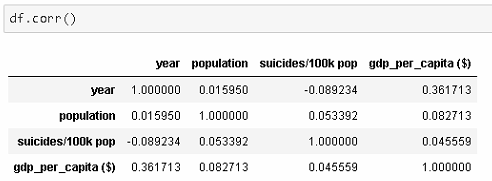 df.corr()
year population suicides/100k pop gdp_per_capita ($)
year 1.000000 0.015950 -0.089234 0.361713
population 0.015950 1.000000 0.053392 0.082713
suicides/100k pop -0.089234 0.053392 1.000000 0.045559
gdp_per_capita ($) 0.361713 0.082713 0.045559 1.000000